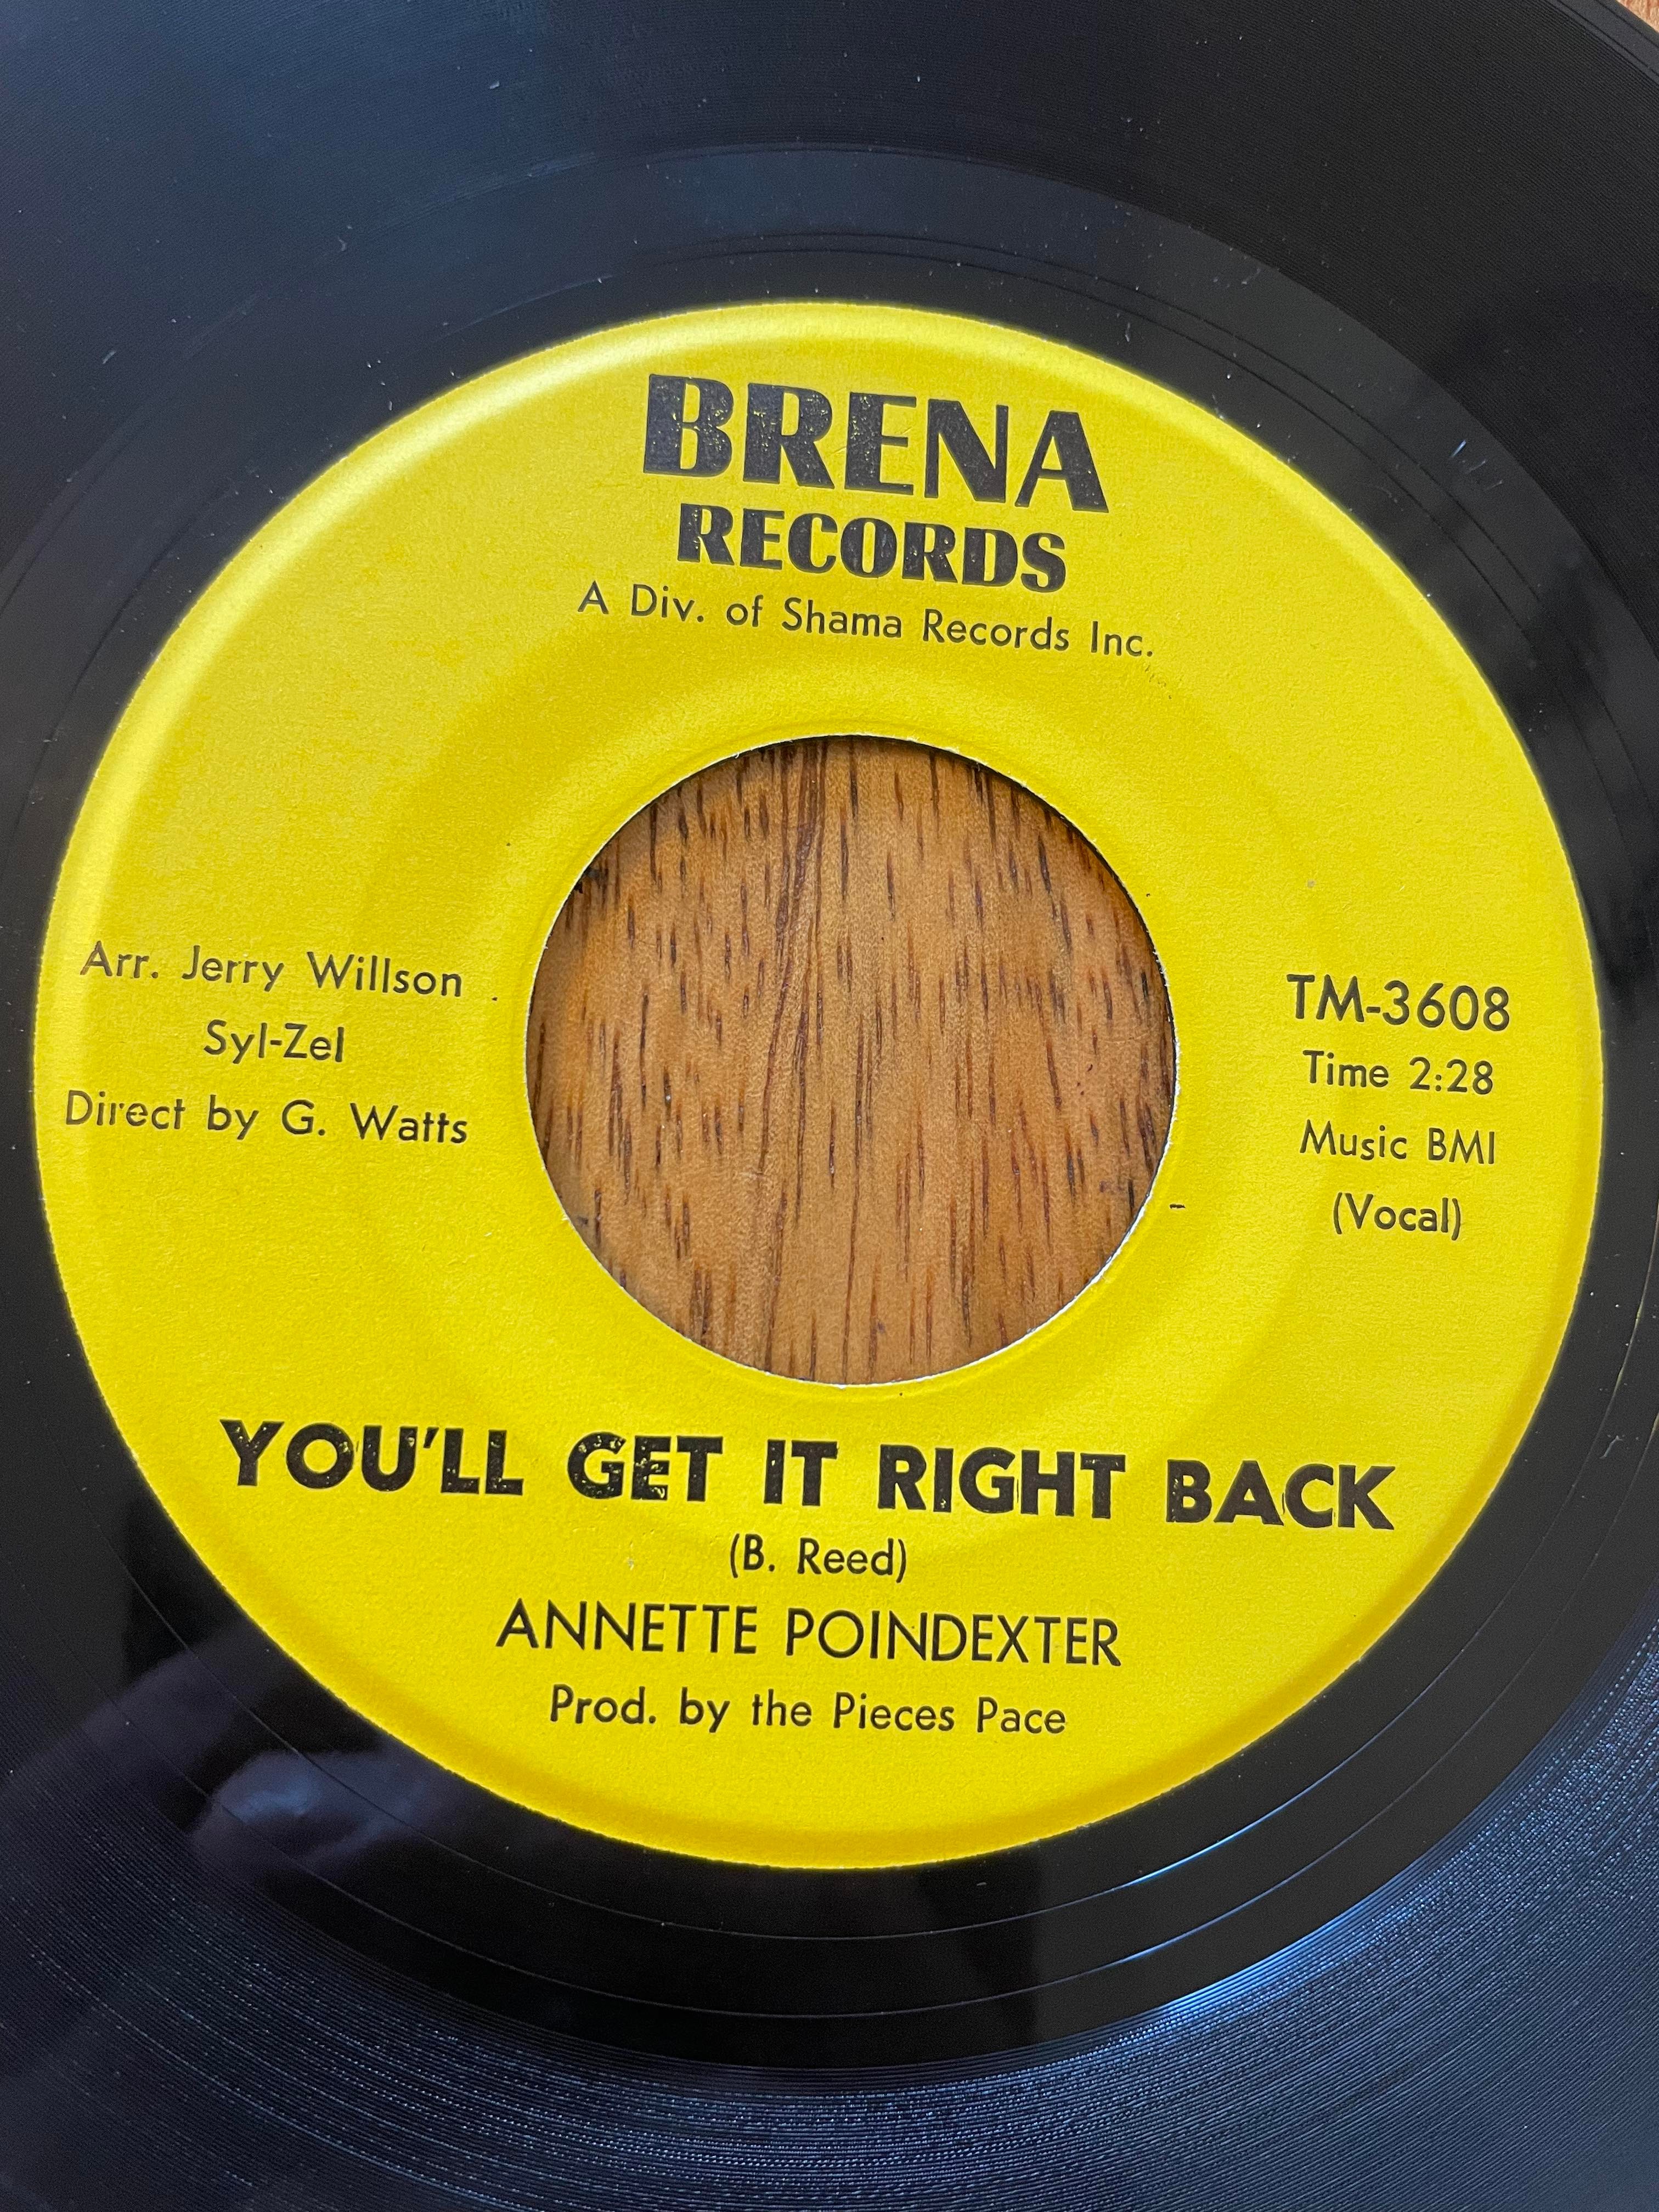 BRENA
RECORDS
A Div. of Shama Records Inc.
Arr. Jerry Willson
Syl-Zel
Direct by G. Watts
TM-3608
Time 2:28
Music BMI
(Vocal)
YOU'LL GET IT RIGHT BACK
(B. Reed)
ANNETTE POINDEXTER
Prod. by the Pieces Pace